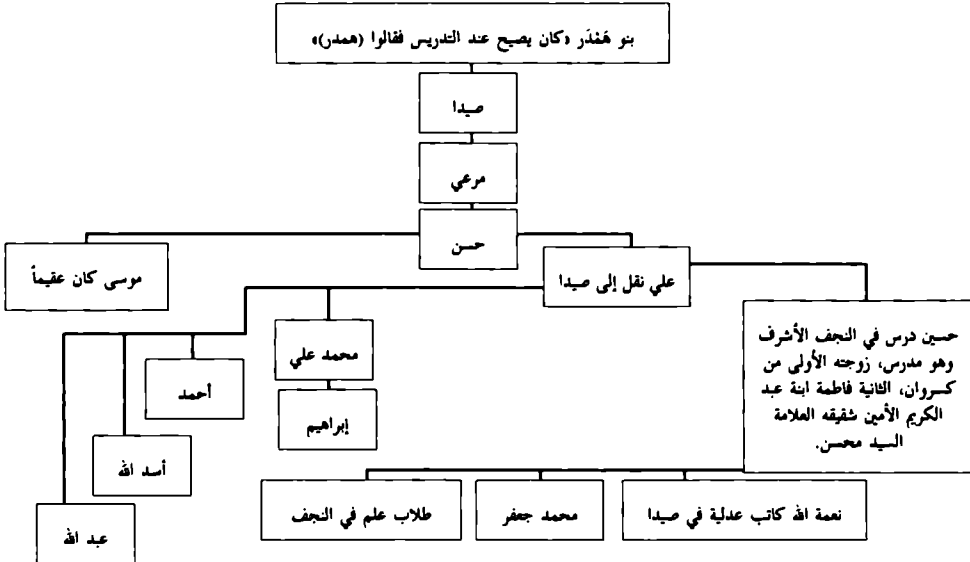 بنو هَمْدَر «كان يصيح عند التدريس فقالوا (همدر)»
صيدا
مرعي
حسن
موسى كان عقيماً
علي نقل إلى صيدا
حسين درس في النجف الأشرف
وهو مدرس، زوجته الأولى من
كسروان، الثانية فاطمة ابنة عبد
الكريم الأمين شقيقه العلامة
السيد محسن.
محمد علي
أحمد
إبراهيم
أسد الله
عبد الله
نعمة الله كاتب عدلية في صيدا
محمد جعفر
طلاب علم في النجف